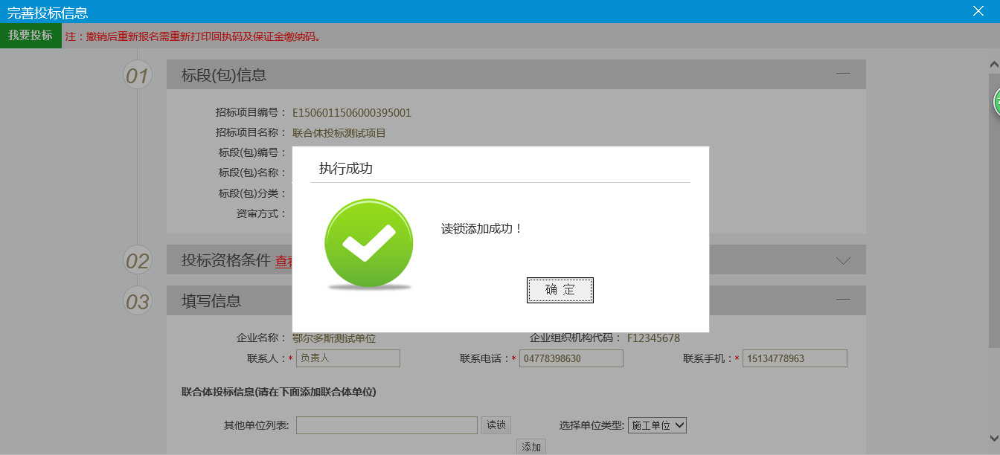 完善投标信息
我要投标 注：撤销后重新报名需重新打印回执码及保证金缴纳码。
01 标段(包)信息
招标项目编号： E1506011506000395001
招标项目名称： 联合体投标测试项目
标段(包)编号：
标段(包)名称：
标段(包)分类：
资审方式：
执行成功
读锁添加成功！
确 定
02 投标资格条件 查看
03 填写信息
企业名称： 鄂尔多斯测试单位 企业组织机构代码： F12345678
联系人：* 负责人 联系电话：* 04778398630 联系手机：* 15134778963
联合体投标信息(请在下面添加联合体单位)
其他单位列表: 读锁 选择单位类型: 施工单位
添加